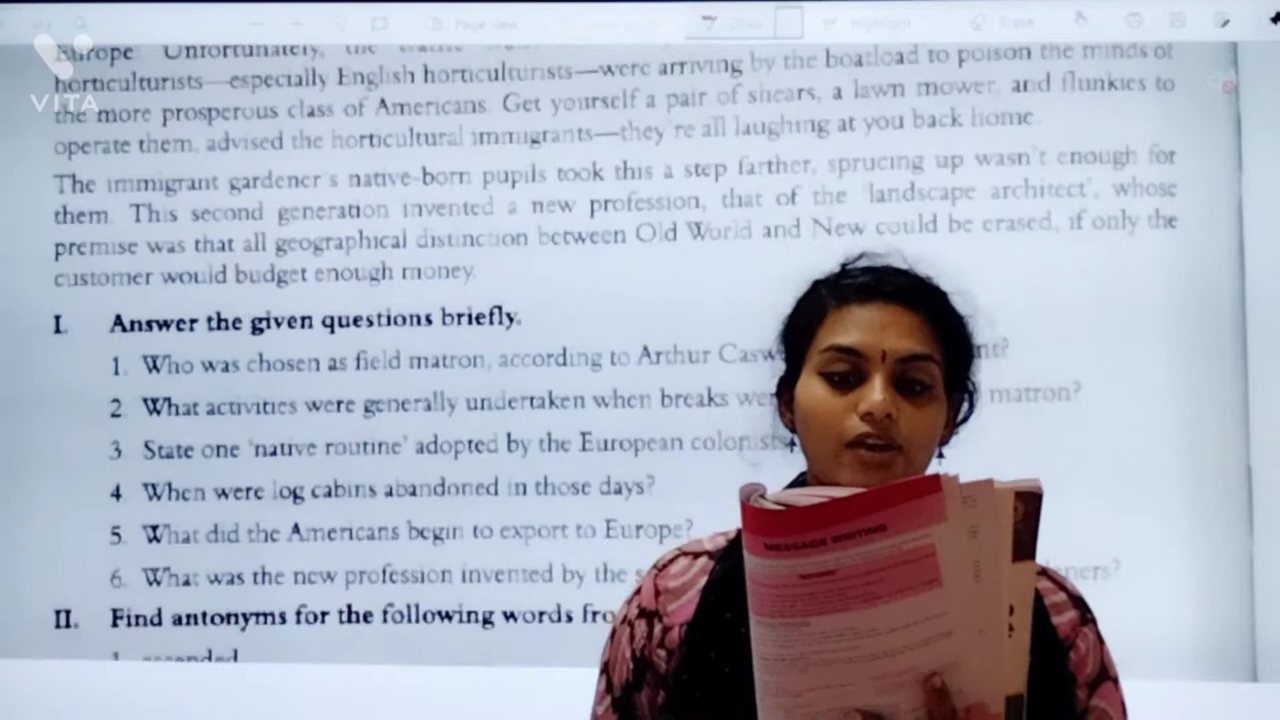 Page view
Draw
Highlight
Erase
VITA
Europe Unfortunately, the
horticulturists—especially English horticulturists—were arriving by the boatload to poison the minds of
the more prosperous class of Americans. Get yourself a pair of shears, a lawn mower, and flunkies to
operate them, advised the horticultural immigrants—they're all laughing at you back home.
The immigrant gardener's native-born pupils took this a step farther, sprucing up wasn't enough for
them. This second generation invented a new profession, that of the 'landscape architect', whose
premise was that all geographical distinction between Old World and New could be erased, if only the
customer would budget enough money.
I. Answer the given questions briefly.
1. Who was chosen as field matron, according to Arthur Casw nt?
2. What activities were generally undertaken when breaks we matron?
3. State one 'native routine' adopted by the European colonists
4. When were log cabins abandoned in those days?
5. What did the Americans begin to export to Europe?
6. What was the new profession invented by the s eners?
II. Find antonyms for the following words fro
1.
MESSAGE WRITING